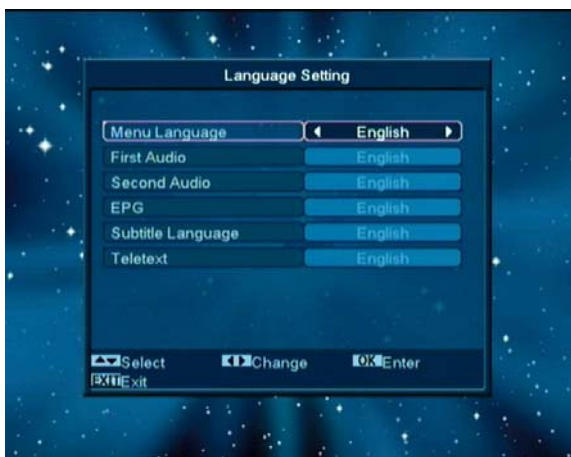 Language Setting
Menu Language English
First Audio English
Second Audio English
EPG English
Subtitle Language English
Teletext English
Select Change OK Enter
EXIT Exit